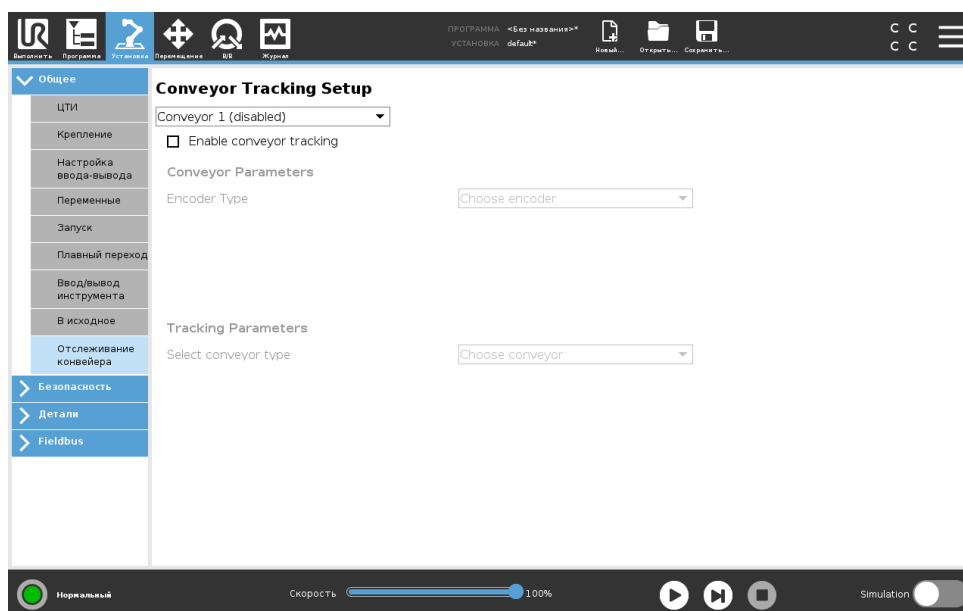 ПРОГРАММА <Без названия>*
УСТАНОВКА default*
Выполнить Программа Установка Перемещение В/В Журнал
Новый... Открыть... Сохранить...
C C
C C
Общее
ЦТИ
Крепление
Настройка
ввода-вывода
Переменные
Запуск
Плавный переход
Ввод/вывод
инструмента
В исходное
Отслеживание
конвейера
Безопасность
Детали
Fieldbus
Conveyor Tracking Setup
Conveyor 1 (disabled)
Enable conveyor tracking
Conveyor Parameters
Encoder Type Choose encoder
Tracking Parameters
Select conveyor type Choose conveyor
Нормальный
Скорость 100%
Simulation